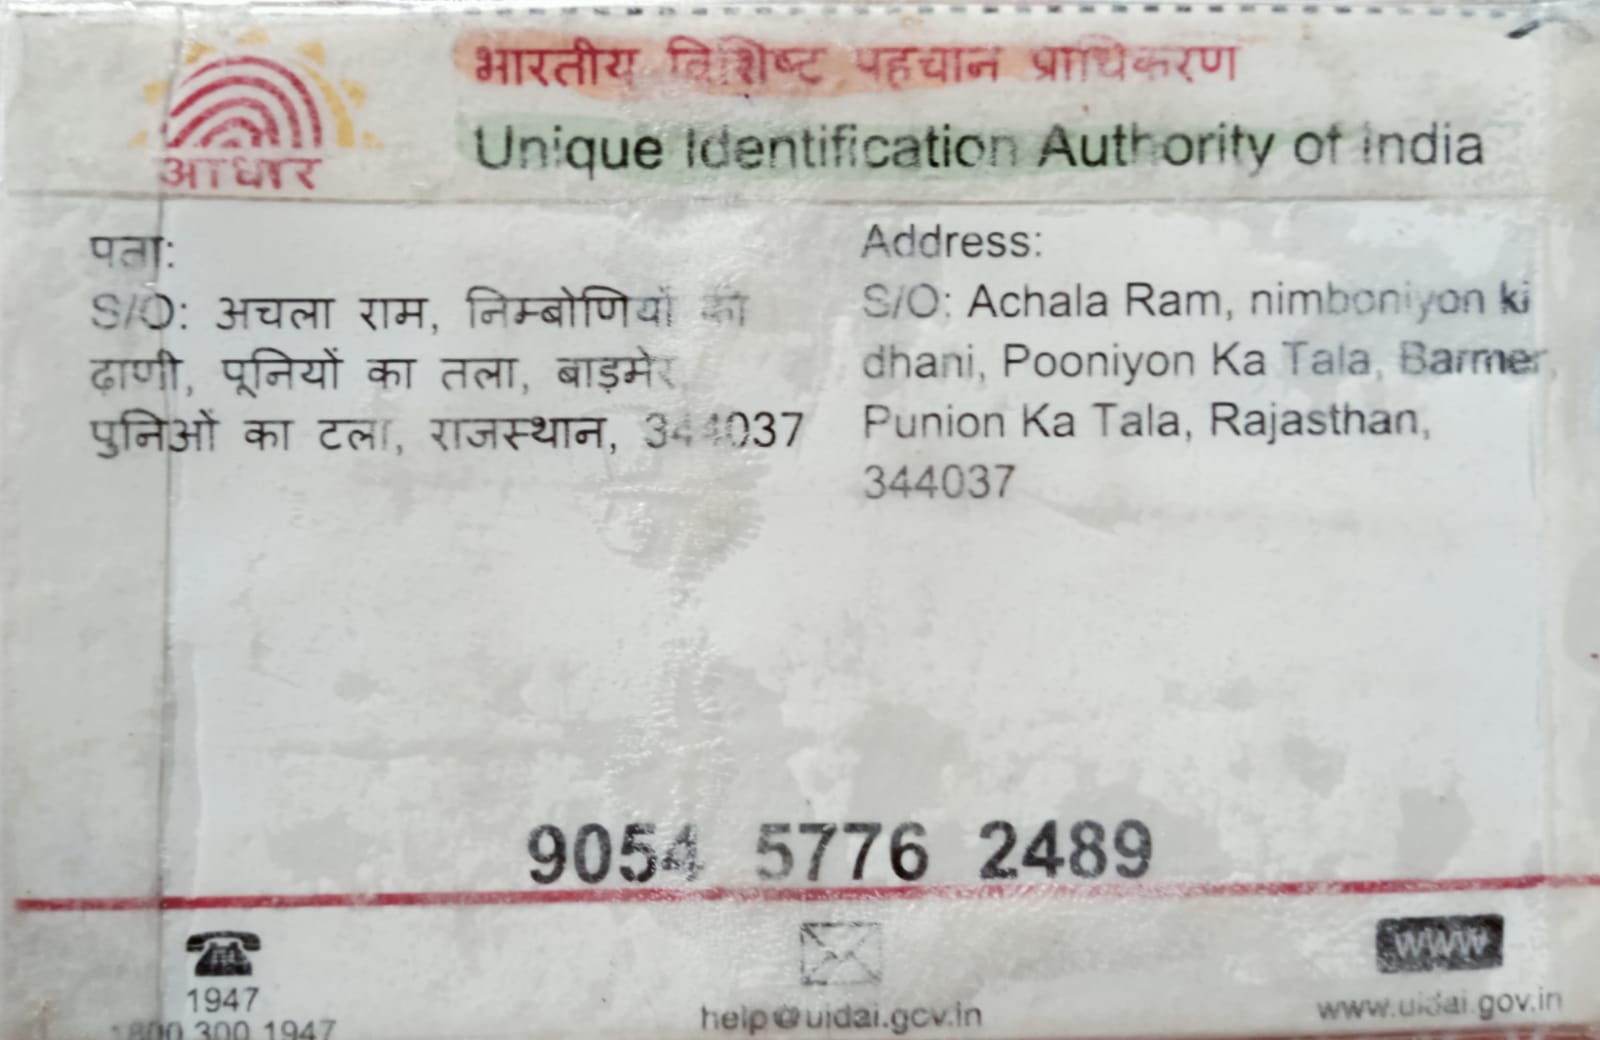 भारतीय विशिष्ट पहचान प्राधिकरण
Unique Identification Authority of India
आधार
पता:
S/O: अचला राम, निम्बोणियों की
ढाणी, पूनियों का तला, बाड़मेर,
पुनिओं का टला, राजस्थान, 344037
Address:
S/O: Achala Ram, nimboniyon ki
dhani, Pooniyon Ka Tala, Barmer,
Punion Ka Tala, Rajasthan,
344037
9054 5776 2489
1947
1800 300 1947
help@uidai.gov.in
www
www.uidai.gov.in